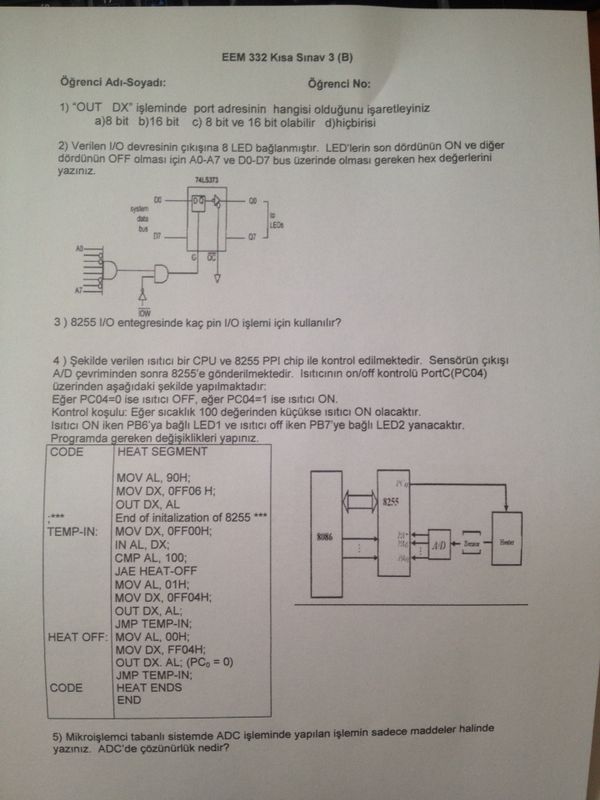 EEM 332 Kısa Sınav 3 (B)
Öğrenci Adı-Soyadı: Öğrenci No:
1) "OUT DX" işleminde port adresinin hangisi olduğunu işaretleyiniz
a)8 bit b)16 bit c) 8 bit ve 16 bit olabilir d)hiçbirisi
2) Verilen I/O devresinin çıkışına 8 LED bağlanmıştır. LED'lerin son dördünün ON ve diğer
dördünün OFF olması için A0-A7 ve D0-D7 bus üzerinde olması gereken hex değerlerini
yazınız.
74LS373
D0 D Q Q0
system
data
bus
to
LEDs
D7 Q7
G OC
A0
A7
IOW
3 ) 8255 I/O entegresinde kaç pin I/O işlemi için kullanılır?
4 ) Şekilde verilen ısıtıcı bir CPU ve 8255 PPI chip ile kontrol edilmektedir. Sensörün çıkışı
A/D çevriminden sonra 8255'e gönderilmektedir. Isıtıcının on/off kontrolü PortC(PC04)
üzerinden aşağıdaki şekilde yapılmaktadır:
Eğer PC04=0 ise ısıtıcı OFF, eğer PC04=1 ise ısıtıcı ON.
Kontrol koşulu: Eğer sıcaklık 100 değerinden küçükse ısıtıcı ON olacaktır.
Isıtıcı ON iken PB6'ya bağlı LED1 ve ısıtıcı off iken PB7'ye bağlı LED2 yanacaktır.
Programda gereken değişiklikleri yapınız.
CODE HEAT SEGMENT
MOV AL, 90H;
MOV DX, 0FF06 H;
OUT DX, AL
;*** End of initalization of 8255 ***
TEMP-IN: MOV DX, 0FF00H;
IN AL, DX;
CMP AL, 100;
JAE HEAT-OFF
MOV AL, 01H;
MOV DX, 0FF04H;
OUT DX, AL;
JMP TEMP-IN;
HEAT OFF: MOV AL, 00H;
MOV DX, FF04H;
OUT DX. AL; (PC₀ = 0)
JMP TEMP-IN;
CODE HEAT ENDS
END
8086
8255
A/D
Sensor
Heater
5) Mikroişlemci tabanlı sistemde ADC işleminde yapılan işlemin sadece maddeler halinde
yazınız. ADC'de çözünürlük nedir?